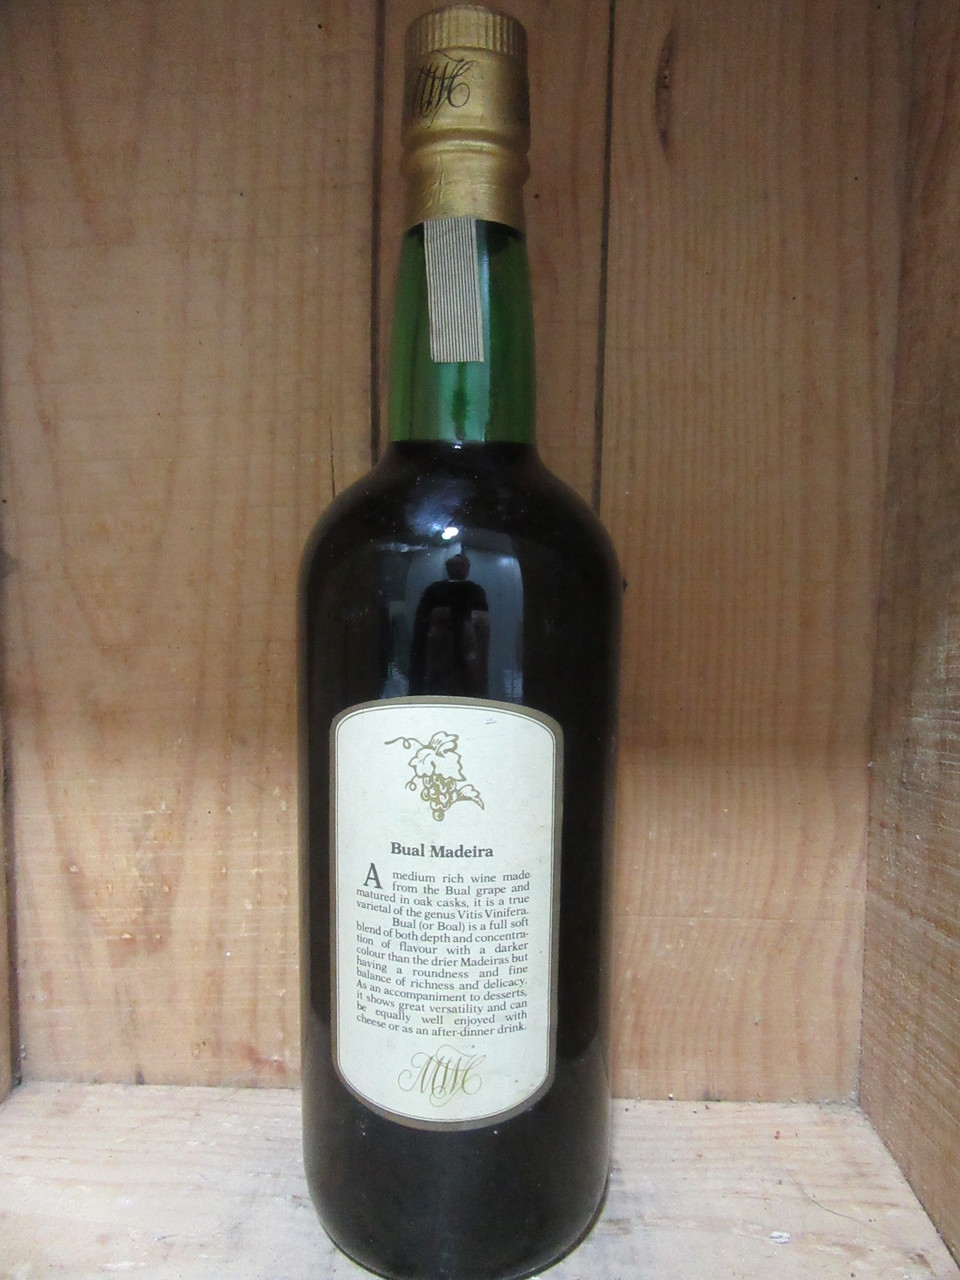 MWC
Bual Madeira
A medium rich wine made
from the Bual grape and
matured in oak casks, it is a true
varietal of the genus Vitis Vinifera.
Bual (or Boal) is a full soft
blend of both depth and concentra-
tion of flavour with a darker
colour than the drier Madeiras but
having a roundness and fine
balance of richness and delicacy.
As an accompaniment to desserts,
it shows great versatility and can
be equally well enjoyed with
cheese or as an after-dinner drink.
MWC